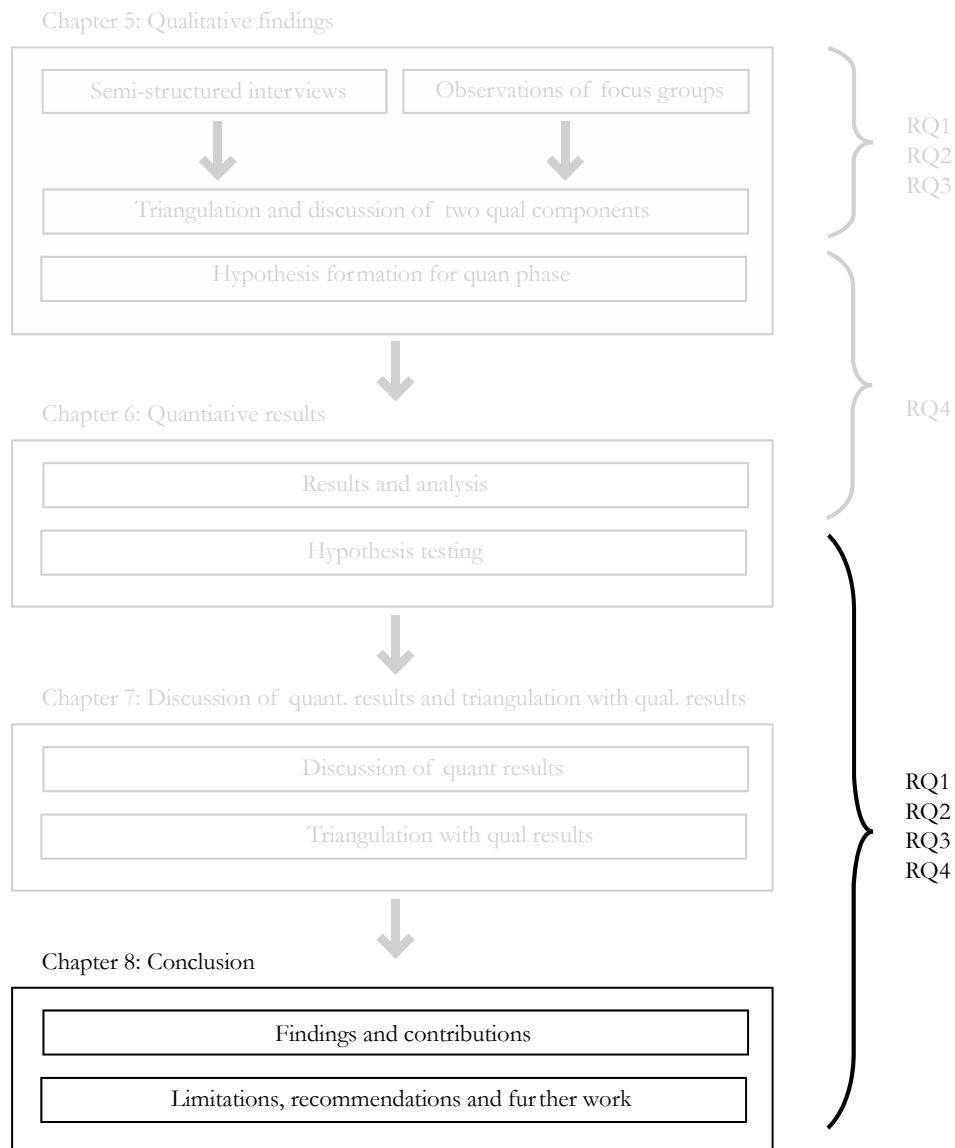 Chapter 5: Qualitative findings
Semi-structured interviews
Observations of focus groups
Triangulation and discussion of two qual components
Hypothesis formation for quan phase
RQ1
RQ2
RQ3
Chapter 6: Quantiative results
Results and analysis
Hypothesis testing
RQ4
Chapter 7: Discussion of quant. results and triangulation with qual. results
Discussion of quant results
Triangulation with qual results
Chapter 8: Conclusion
Findings and contributions
Limitations, recommendations and further work
RQ1
RQ2
RQ3
RQ4